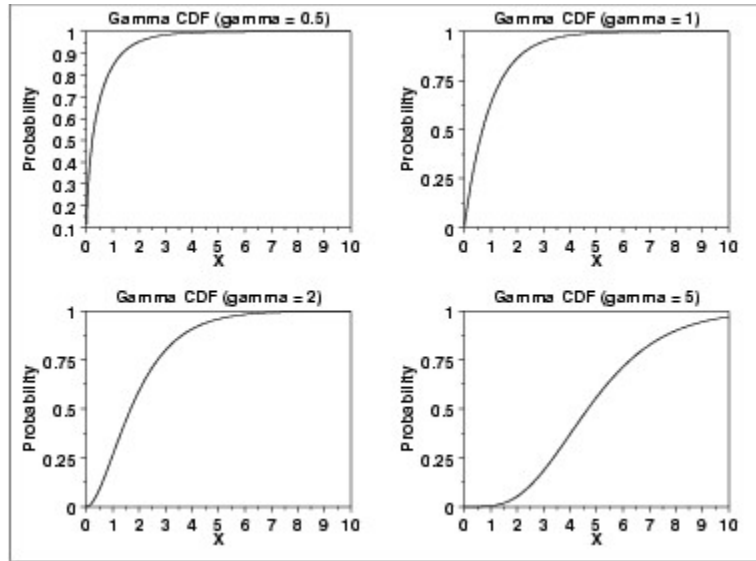 Gamma CDF (gamma = 0.5)
1
0.9
0.8
0.7
0.6
0.5
0.4
0.3
0.2
0.1
Probability
0 1 2 3 4 5 6 7 8 9 10
X
Gamma CDF (gamma = 1)
1
0.75
0.5
0.25
0
Probability
0 1 2 3 4 5 6 7 8 9 10
X
Gamma CDF (gamma = 2)
1
0.75
0.5
0.25
0
Probability
0 1 2 3 4 5 6 7 8 9 10
X
Gamma CDF (gamma = 5)
1
0.75
0.5
0.25
0
Probability
0 1 2 3 4 5 6 7 8 9 10
X